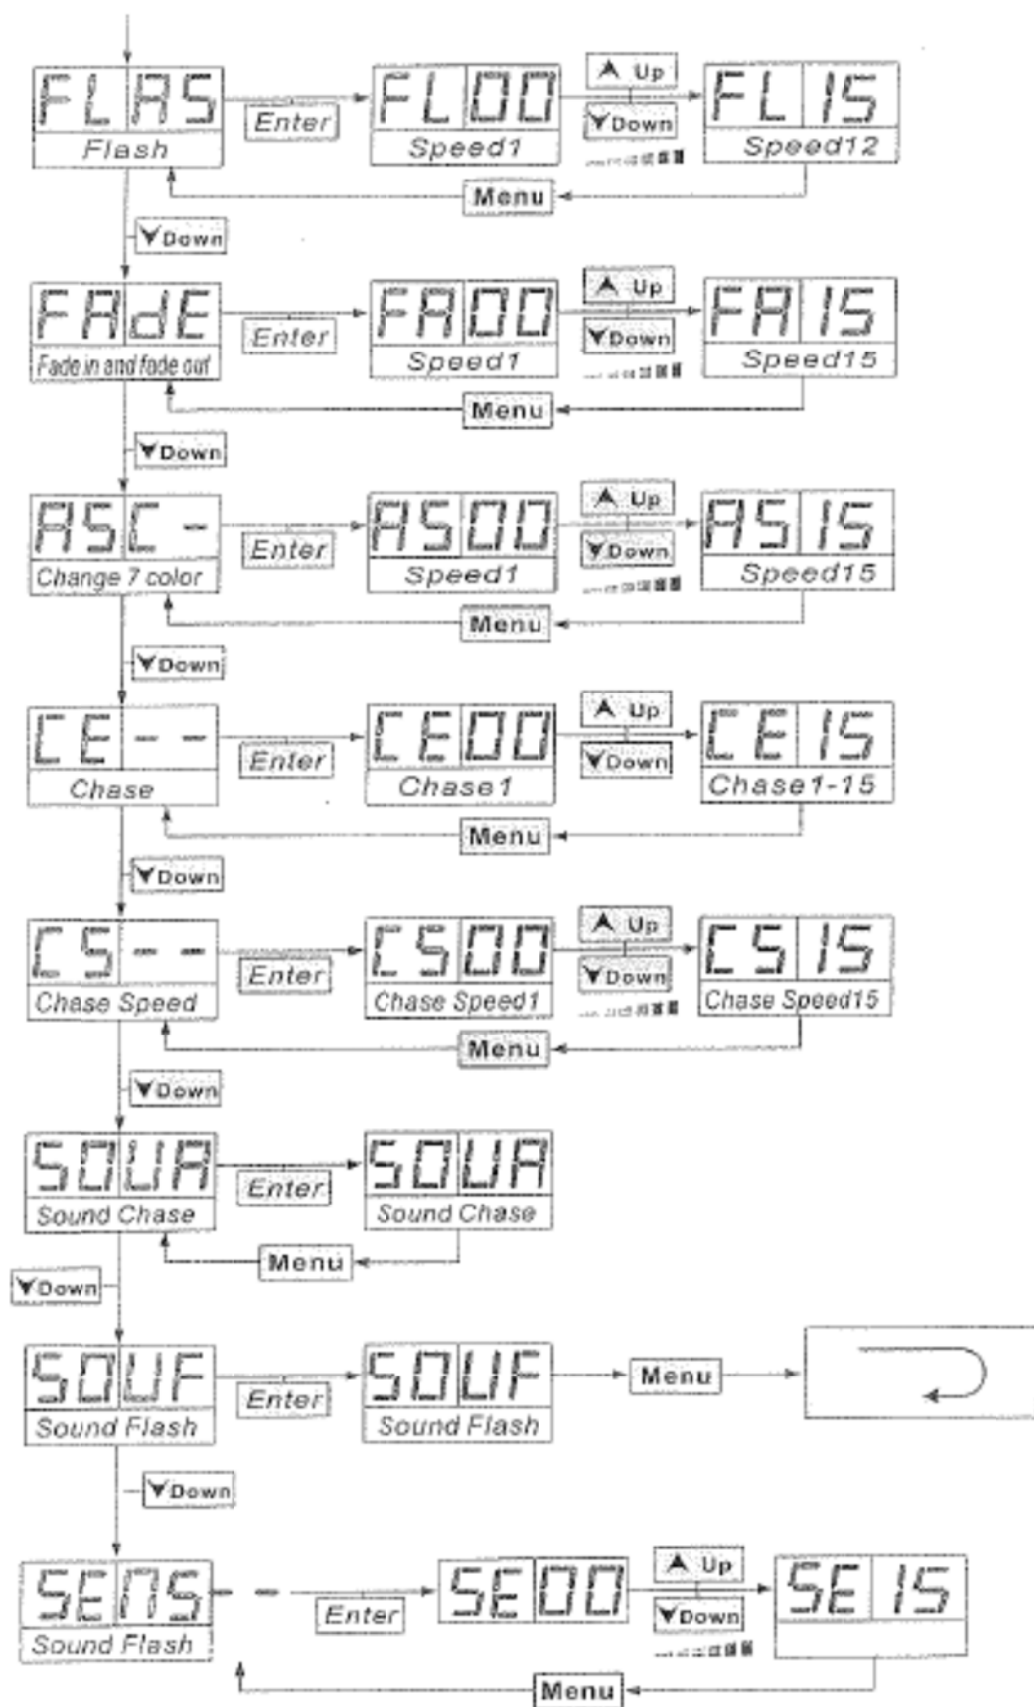 FLAS FL00 ▲ Up FL15
Enter ▼Down
Flash Speed1 Speed12
Menu
▼Down
FAdE FA00 ▲ Up FA15
Enter ▼Down
Fade in and fade out Speed1 Speed15
Menu
▼Down
ASC- AS00 ▲ Up AS15
Enter ▼Down
Change 7 color Speed1 Speed15
Menu
▼Down
CE-- CE00 ▲ Up CE15
Enter ▼Down
Chase Chase1 Chase1-15
Menu
▼Down
CS-- CS00 ▲ Up CS15
Enter ▼Down
Chase Speed Chase Speed1 Chase Speed15
Menu
▼Down
SOUA SOUA
Enter
Sound Chase Sound Chase
Menu
▼Down
SOUF SOUF Menu
Enter
Sound Flash Sound Flash
▼Down
SENS-- SE00 ▲ Up SE15
Enter ▼Down
Sound Flash
Menu